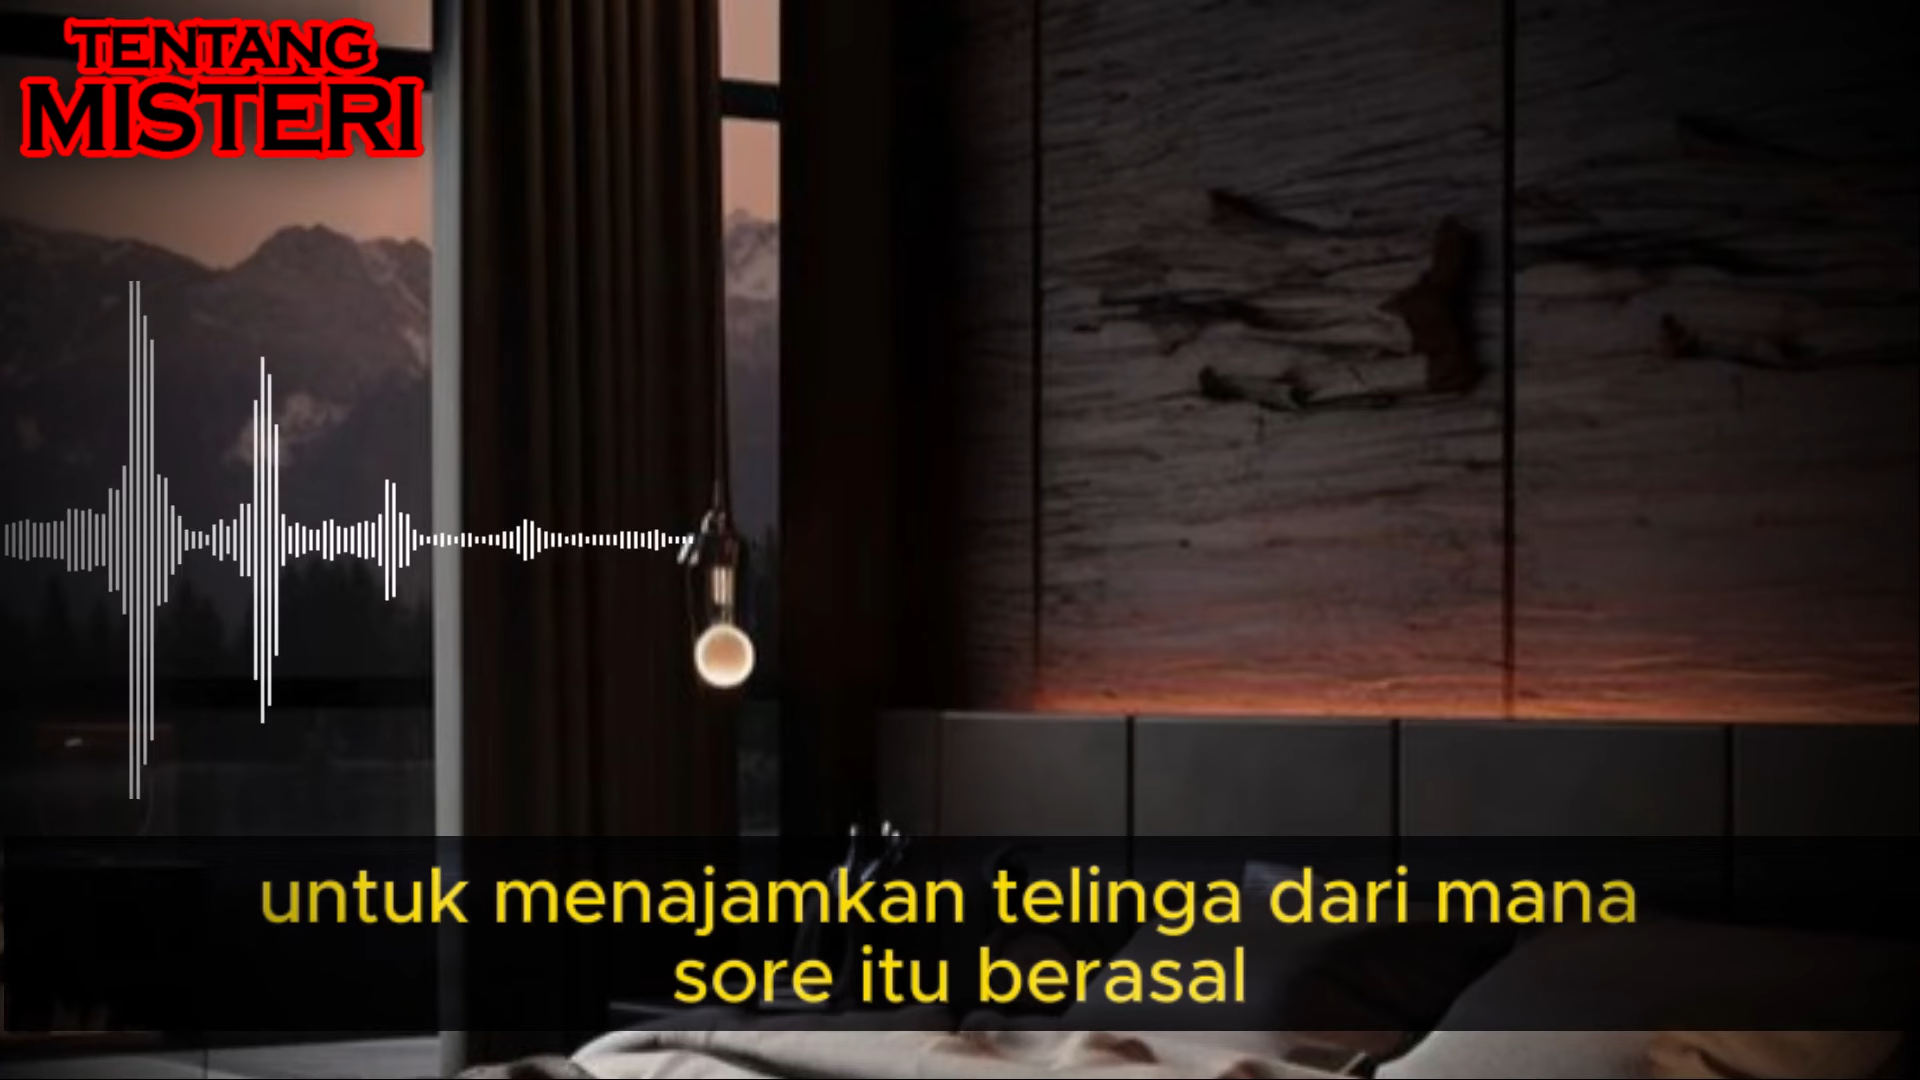 TENTANG
MISTERI
untuk menajamkan telinga dari mana
sore itu berasal